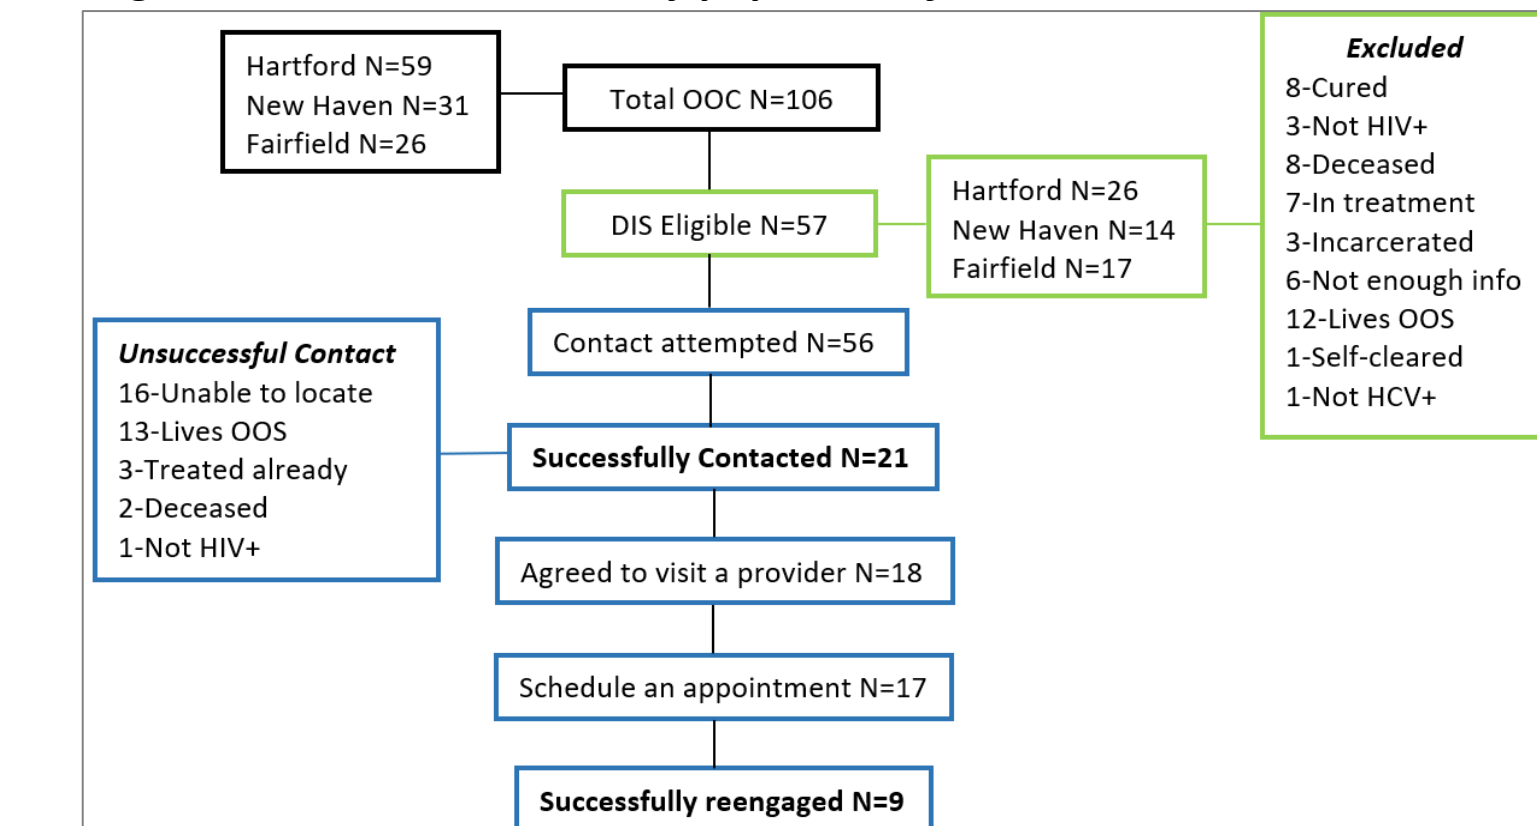 Hartford N=59
New Haven N=31
Fairfield N=26
Total OOC N=106
DIS Eligible N=57
Hartford N=26
New Haven N=14
Fairfield N=17
Excluded
8-Cured
3-Not HIV+
8-Deceased
7-In treatment
3-Incarcerated
6-Not enough info
12-Lives OOS
1-Self-cleared
1-Not HCV+
Contact attempted N=56
Unsuccessful Contact
16-Unable to locate
13-Lives OOS
3-Treated already
2-Deceased
1-Not HIV+
Successfully Contacted N=21
Agreed to visit a provider N=18
Schedule an appointment N=17
Successfully reengaged N=9